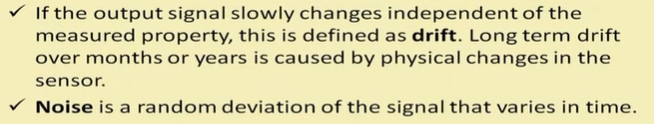 ✓ If the output signal slowly changes independent of the
measured property, this is defined as drift. Long term drift
over months or years is caused by physical changes in the
sensor.
✓ Noise is a random deviation of the signal that varies in time.